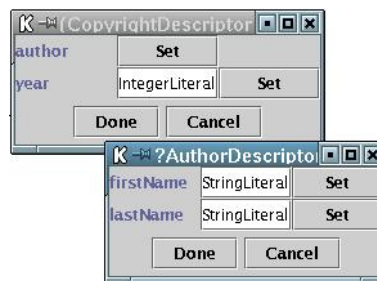 (CopyrightDescriptor
author Set
year IntegerLiteral Set
Done Cancel
?AuthorDescripto
firstName StringLiteral Set
lastName StringLiteral Set
Done Cancel